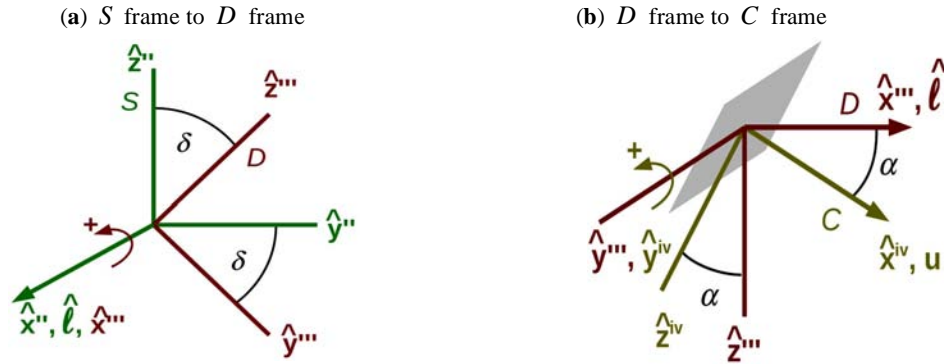 (a) S frame to D frame
(b) D frame to C frame
ẑ"
S
ẑ'''
δ
D
+
ŷ"
δ
x̂", ℓ̂, x̂'''
ŷ'''
D
x̂''', ℓ̂
+
α
C
ŷ''', ŷⁱᵛ
x̂ⁱᵛ, u
α
ẑⁱᵛ
ẑ'''